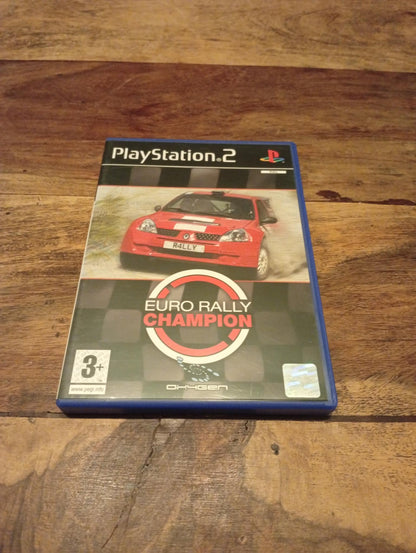 PlayStation®2
R4LLY
EURO RALLY
CHAMPION
3+
www.pegi.info
OXYGEN